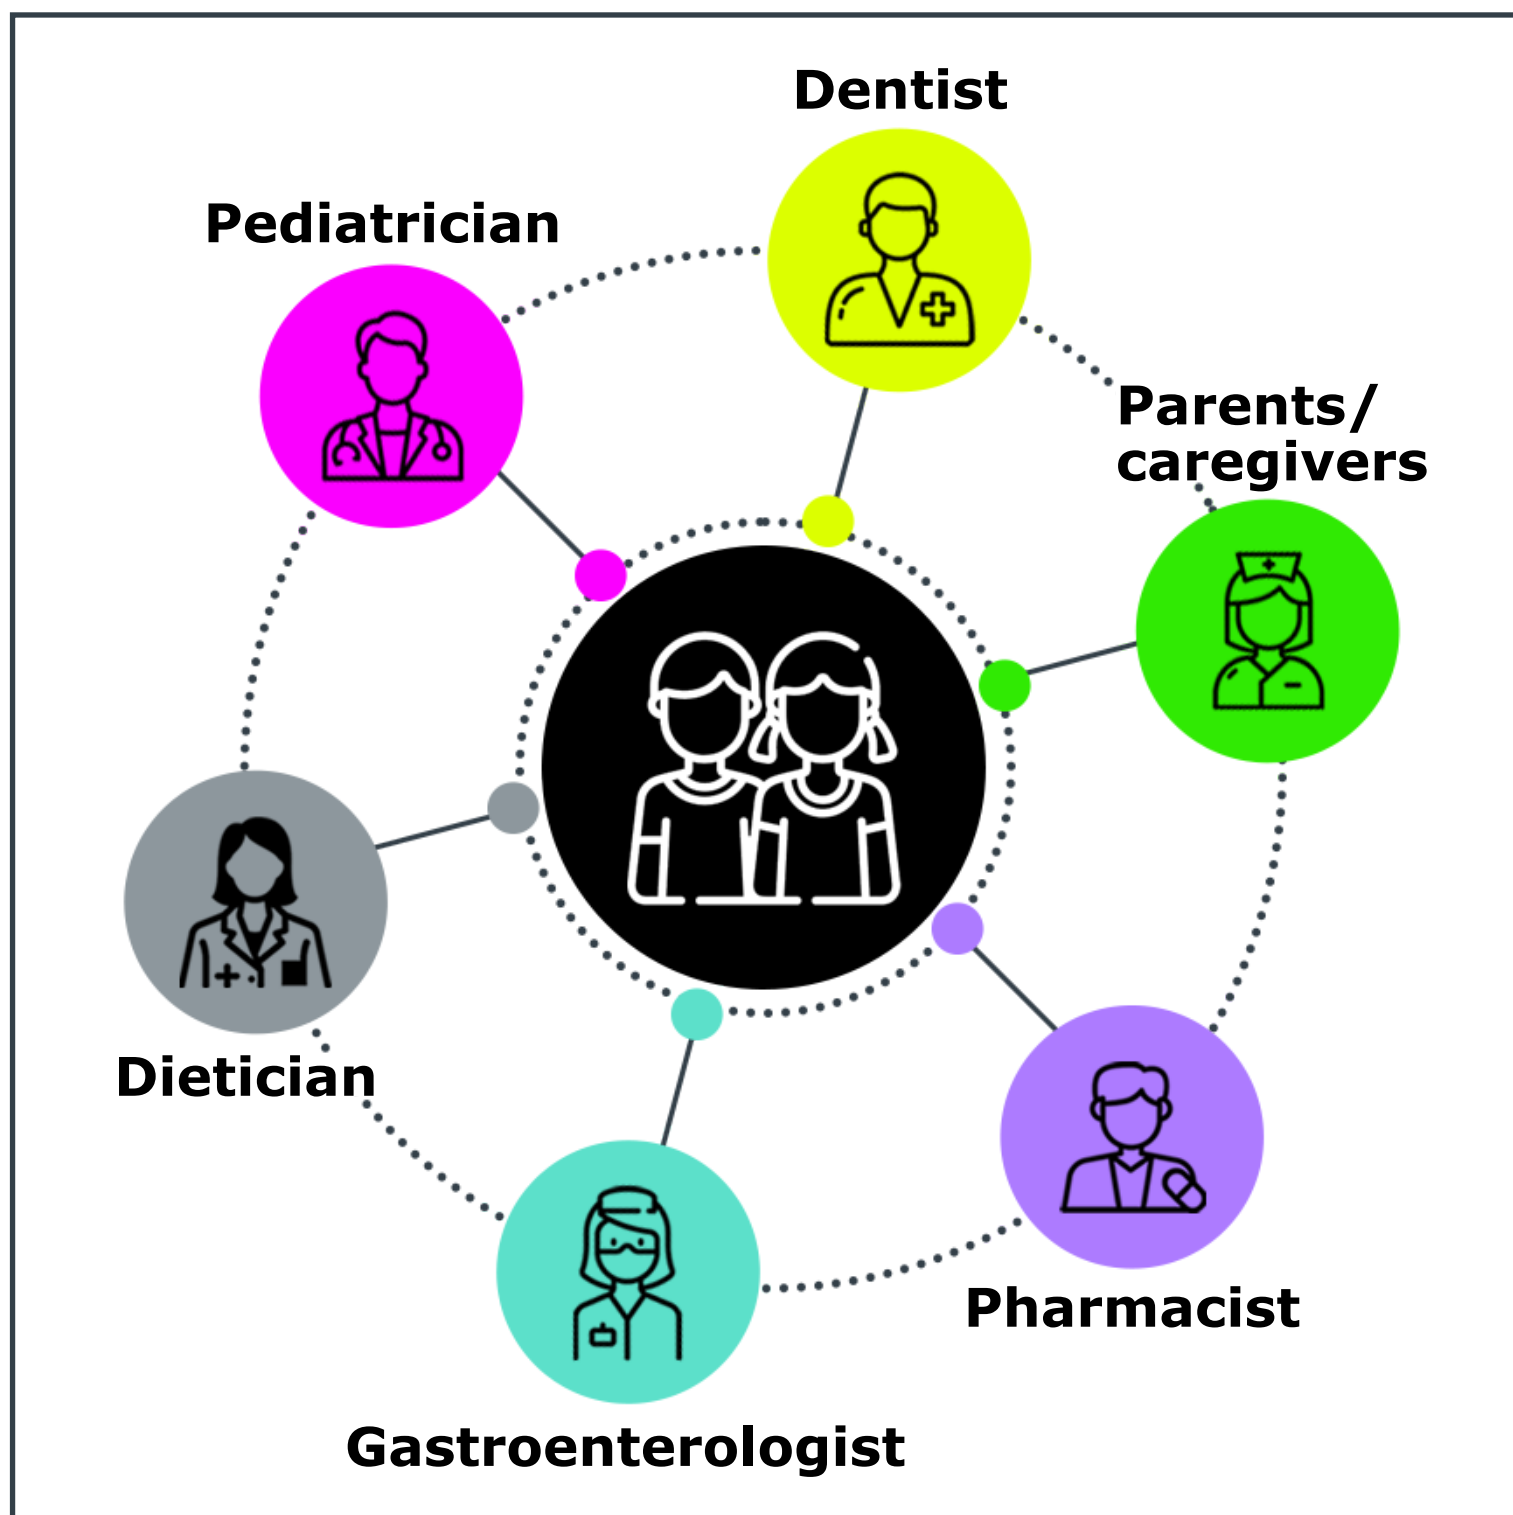 Dentist
Pediatrician
Parents/
caregivers
Dietician
Pharmacist
Gastroenterologist